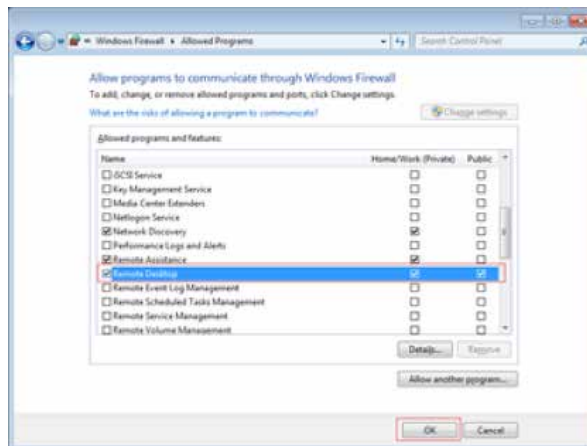 Windows Firewall ▸ Allowed Programs
Search Control Panel
Allow programs to communicate through Windows Firewall
To add, change, or remove allowed programs and ports, click Change settings.
What are the risks of allowing a program to communicate?
Change settings
Allowed programs and features:
Name Home/Work (Private) Public
iSCSI Service
Key Management Service
Media Center Extenders
Netlogon Service
Network Discovery
Performance Logs and Alerts
Remote Assistance
Remote Desktop
Remote Event Log Management
Remote Scheduled Tasks Management
Remote Service Management
Remote Volume Management
Details... Remove
Allow another program...
OK Cancel